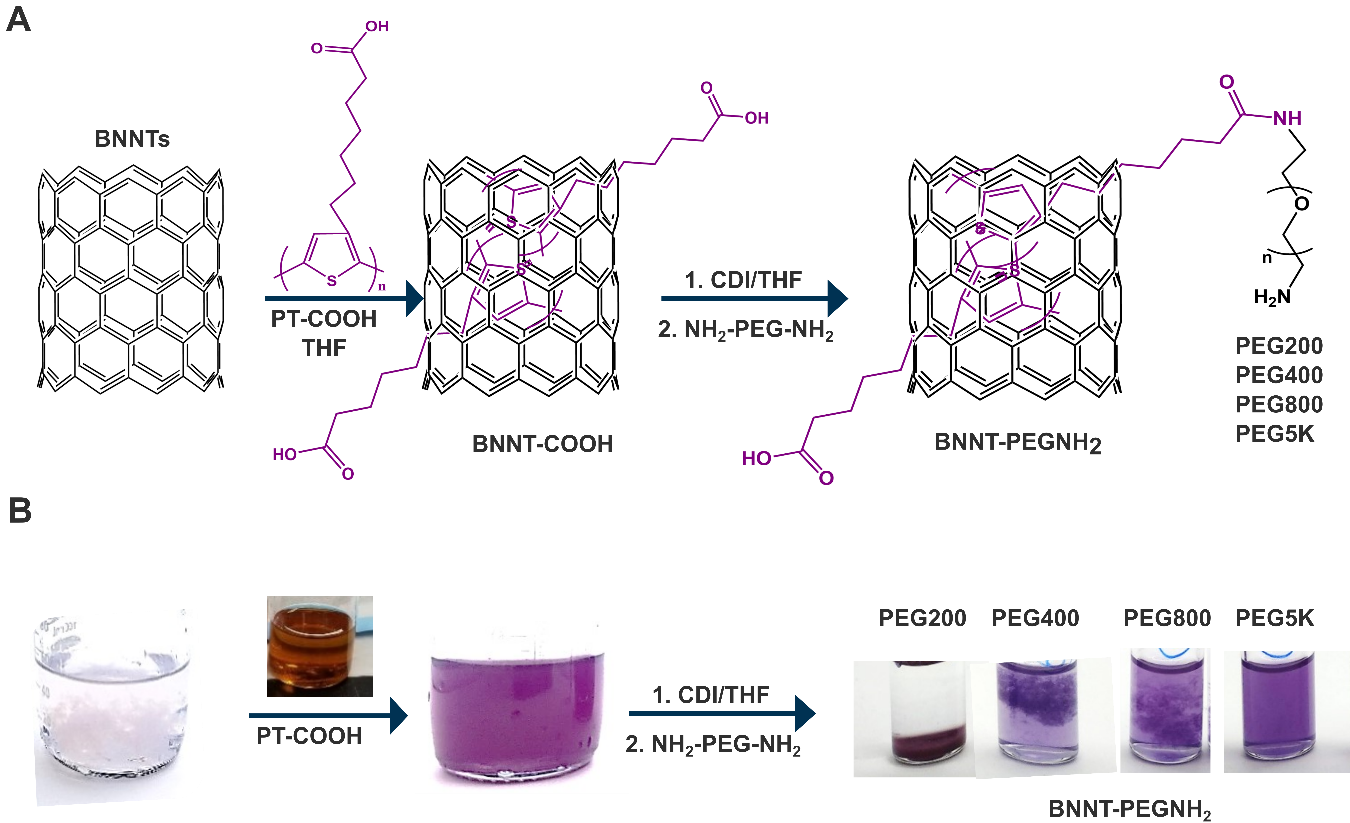 A
BNNTs
O
OH
S
n
PT-COOH
THF
O
OH
S
S
HO
O
BNNT-COOH
1. CDI/THF
2. NH2-PEG-NH2
O
NH
O
n
H2N
S
S
HO
O
BNNT-PEGNH2
PEG200
PEG400
PEG800
PEG5K
B
PT-COOH
1. CDI/THF
2. NH2-PEG-NH2
PEG200
PEG400
PEG800
PEG5K
BNNT-PEGNH2